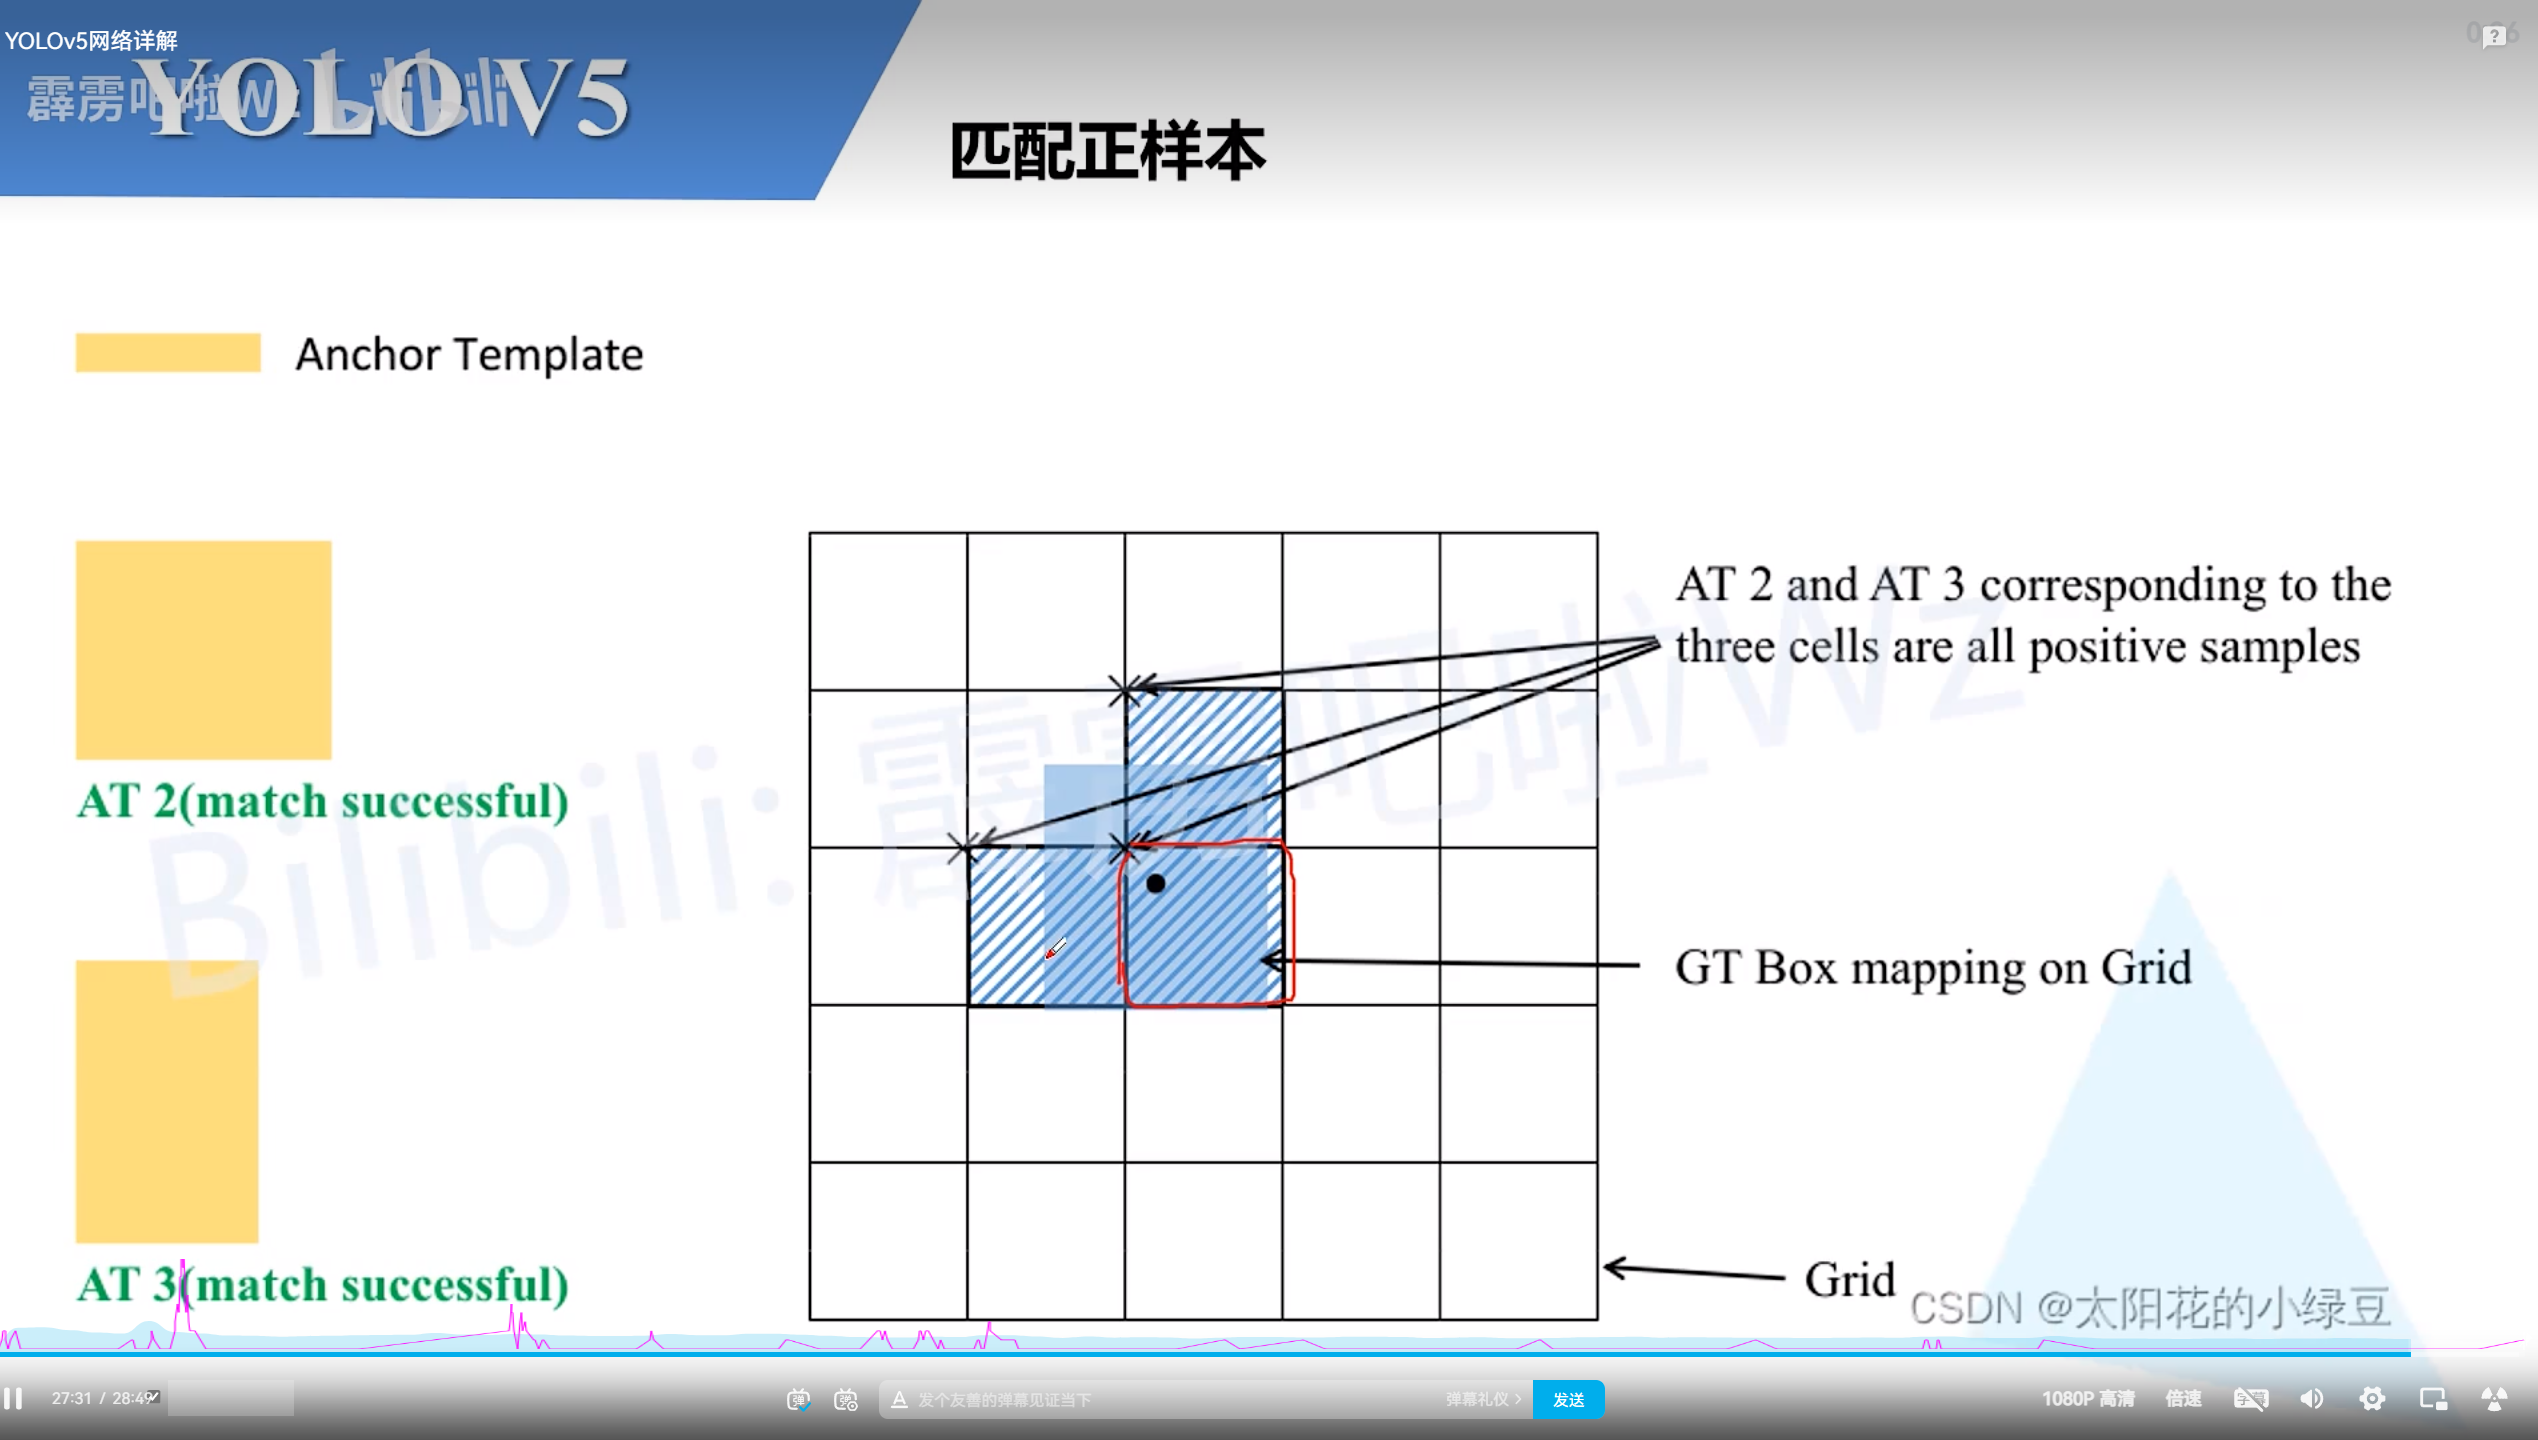 YOLOv5网络详解
YOLO V5
霹雳吧啦Wz bilibili
匹配正样本
Anchor Template
AT 2(match successful)
AT 3(match successful)
AT 2 and AT 3 corresponding to the
three cells are all positive samples
GT Box mapping on Grid
Grid
Bilibili: 霹雳吧啦Wz
CSDN @太阳花的小绿豆
27:31 / 28:49
发个友善的弹幕见证当下
弹幕礼仪 >
发送
1080P 高清
倍速